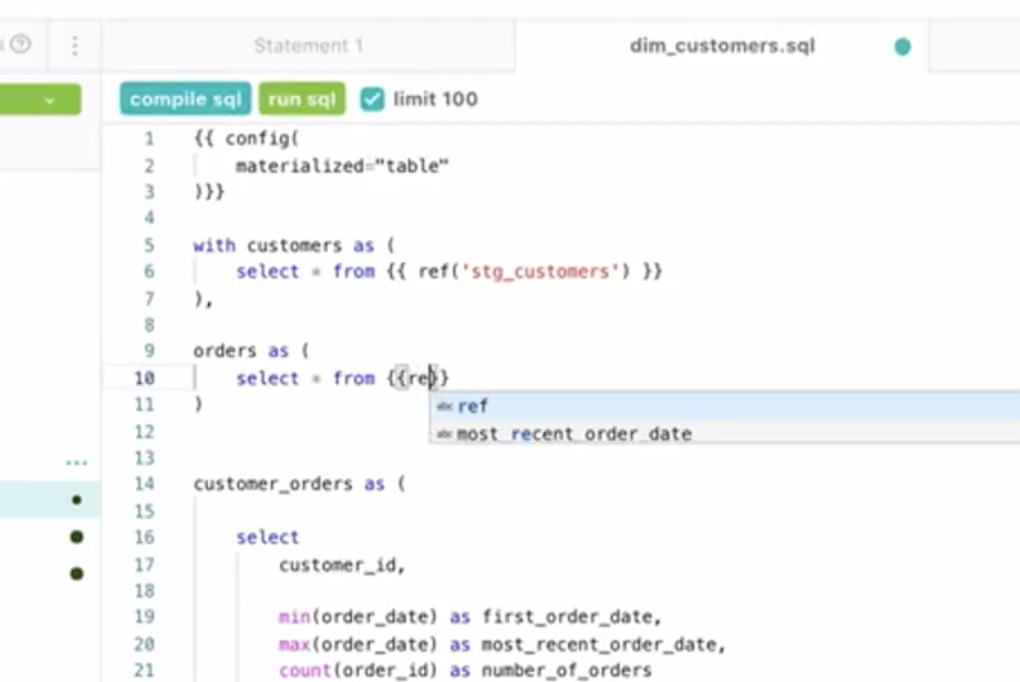 Statement 1
dim_customers.sql
compile sql
run sql
limit 100
1 {{ config(
2 materialized="table"
3 )}}}
4
5 with customers as (
6 select * from {{ ref('stg_customers') }}
7 ),
8
9 orders as (
10 select * from {{re}}
11 )
ref
12
most_recent_order_date
13
14 customer_orders as (
15
16 select
17 customer_id,
18
19 min(order_date) as first_order_date,
20 max(order_date) as most_recent_order_date,
21 count(order_id) as number_of_orders